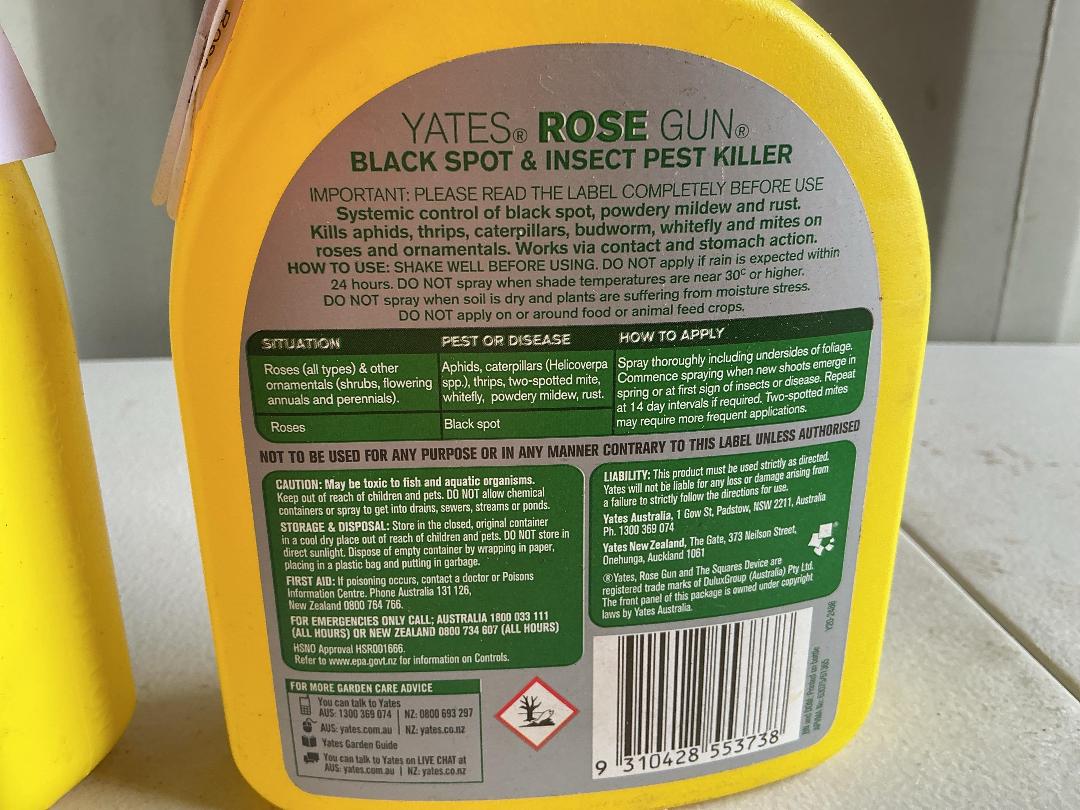 YATES® ROSE GUN®
BLACK SPOT & INSECT PEST KILLER
IMPORTANT: PLEASE READ THE LABEL COMPLETELY BEFORE USE
Systemic control of black spot, powdery mildew and rust.
Kills aphids, thrips, caterpillars, budworm, whitefly and mites on
roses and ornamentals. Works via contact and stomach action.
HOW TO USE: SHAKE WELL BEFORE USING. DO NOT apply if rain is expected within
24 hours. DO NOT spray when shade temperatures are near 30ᶜ or higher.
DO NOT spray when soil is dry and plants are suffering from moisture stress.
DO NOT apply on or around food or animal feed crops.
SITUATION PEST OR DISEASE HOW TO APPLY
Roses (all types) & other
ornamentals (shrubs, flowering
annuals and perennials).
Aphids, caterpillars (Helicoverpa
spp.), thrips, two-spotted mite,
whitefly, powdery mildew, rust.
Roses
Black spot
Spray thoroughly including undersides of foliage.
Commence spraying when new shoots emerge in
spring or at first sign of insects or disease. Repeat
at 14 day intervals if required. Two-spotted mites
may require more frequent applications.
NOT TO BE USED FOR ANY PURPOSE OR IN ANY MANNER CONTRARY TO THIS LABEL UNLESS AUTHORISED
CAUTION: May be toxic to fish and aquatic organisms.
Keep out of reach of children and pets. DO NOT allow chemical
containers or spray to get into drains, sewers, streams or ponds.
STORAGE & DISPOSAL: Store in the closed, original container
in a cool dry place out of reach of children and pets. DO NOT store in
direct sunlight. Dispose of empty container by wrapping in paper,
placing in a plastic bag and putting in garbage.
FIRST AID: If poisoning occurs, contact a doctor or Poisons
Information Centre. Phone Australia 131 126,
New Zealand 0800 764 766.
FOR EMERGENCIES ONLY CALL; AUSTRALIA 1800 033 111
(ALL HOURS) OR NEW ZEALAND 0800 734 607 (ALL HOURS)
HSNO Approval HSR001666.
Refer to www.epa.govt.nz for information on Controls.
LIABILITY: This product must be used strictly as directed.
Yates will not be liable for any loss or damage arising from
a failure to strictly follow the directions for use.
Yates Australia, 1 Gow St, Padstow, NSW 2211, Australia
Ph. 1300 369 074
Yates New Zealand, The Gate, 373 Neilson Street,
Onehunga, Auckland 1061
®Yates, Rose Gun and The Squares Device are
registered trade marks of DuluxGroup (Australia) Pty Ltd.
The front panel of this package is owned under copyright
laws by Yates Australia.
FOR MORE GARDEN CARE ADVICE
You can talk to Yates
AUS: 1300 369 074 | NZ: 0800 693 297
AUS: yates.com.au | NZ: yates.co.nz
Yates Garden Guide
You can talk to Yates on LIVE CHAT at
AUS: yates.com.au | NZ: yates.co.nz
9 310428 553738